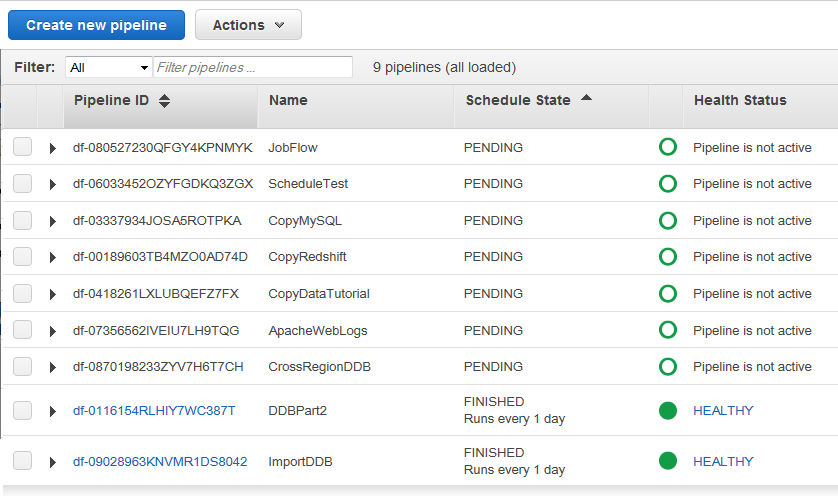 Create new pipeline Actions
Filter: All Filter pipelines ... 9 pipelines (all loaded)
Pipeline ID Name Schedule State Health Status
df-080527230QFGY4KPNMYK JobFlow PENDING Pipeline is not active
df-06033452OZYFGDKQ3ZGX ScheduleTest PENDING Pipeline is not active
df-03337934JOSA5ROTPKA CopyMySQL PENDING Pipeline is not active
df-00189603TB4MZO0AD74D CopyRedshift PENDING Pipeline is not active
df-0418261LXLUBQEFZ7FX CopyDataTutorial PENDING Pipeline is not active
df-07356562IVEIU7LH9TQG ApacheWebLogs PENDING Pipeline is not active
df-0870198233ZYV7H6T7CH CrossRegionDDB PENDING Pipeline is not active
df-0116154RLHIY7WC387T DDBPart2 FINISHED HEALTHY
Runs every 1 day
df-09028963KNVMR1DS8042 ImportDDB FINISHED HEALTHY
Runs every 1 day